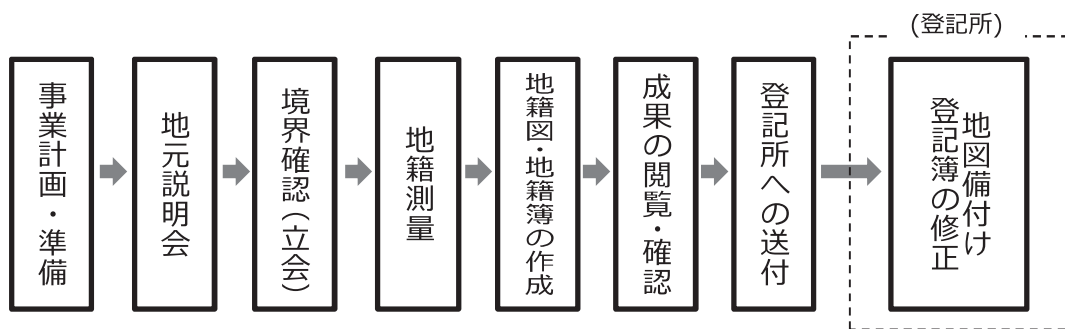 事業計画・準備
地元説明会
境界確認(立会)
地籍測量
地籍図・地籍簿の作成
成果の閲覧・確認
登記所への送付
(登記所)
地図備付け
登記簿の修正